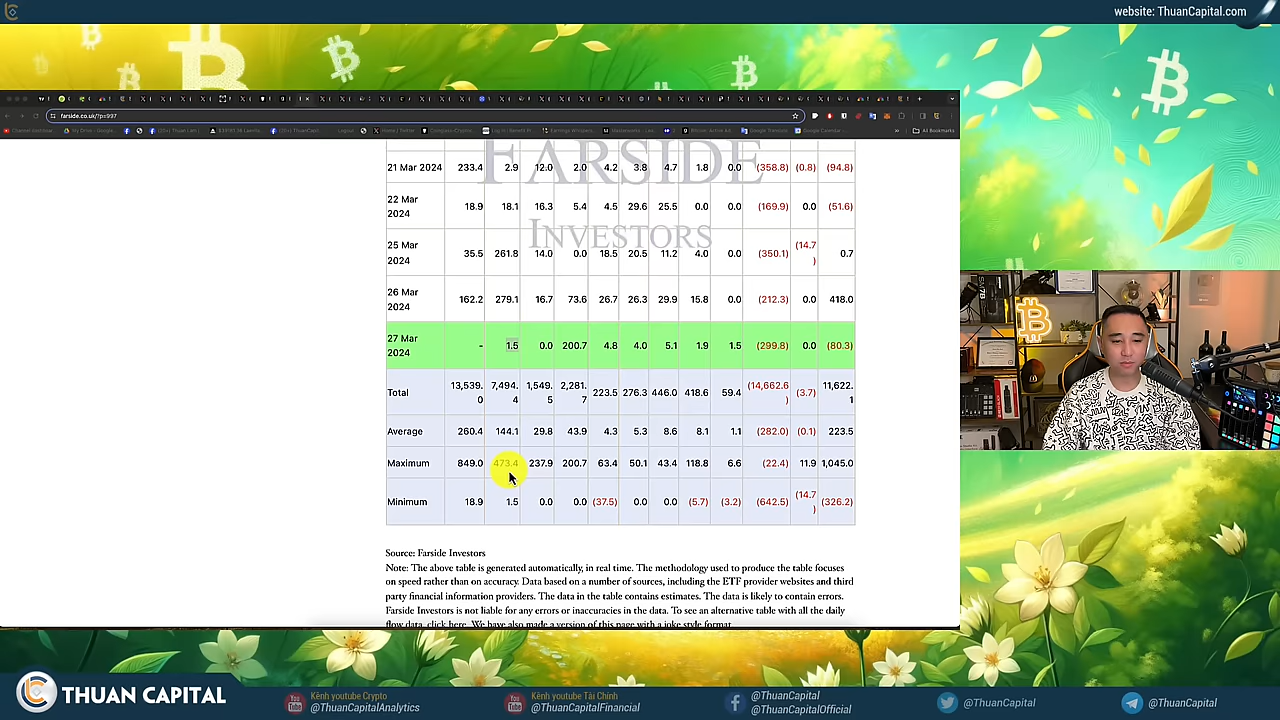 website: ThuanCapital.com
farside.co.uk/?p=997
All Bookmarks
FARSIDE
INVESTORS
21 Mar 2024 233.4 2.9 12.0 2.0 4.2 3.8 4.7 1.8 0.0 (358.8) (0.8) (94.8)
22 Mar 2024 18.9 18.1 16.3 5.4 4.5 29.6 25.5 0.0 0.0 (169.9) 0.0 (51.6)
25 Mar 2024 35.5 261.8 14.0 0.0 18.5 20.5 11.2 4.0 0.0 (350.1) (14.7) 0.7
26 Mar 2024 162.2 279.1 16.7 73.6 26.7 26.3 29.9 15.8 0.0 (212.3) 0.0 418.0
27 Mar 2024 - 1.5 0.0 200.7 4.8 4.0 5.1 1.9 1.5 (299.8) 0.0 (80.3)
Total 13,539.0 7,494.4 1,549.5 2,281.7 223.5 276.3 446.0 418.6 59.4 (14,662.6) (3.7) 11,622.1
Average 260.4 144.1 29.8 43.9 4.3 5.3 8.6 8.1 1.1 (282.0) (0.1) 223.5
Maximum 849.0 473.4 237.9 200.7 63.4 50.1 43.4 118.8 6.6 (22.4) 11.9 1,045.0
Minimum 18.9 1.5 0.0 0.0 (37.5) 0.0 0.0 (5.7) (3.2) (642.5) (14.7) (326.2)
Source: Farside Investors
Note: The above table is generated automatically, in real time. The methodology used to produce the table focuses
on speed rather than on accuracy. Data based on a number of sources, including the ETF provider websites and third
party financial information providers. The data in the table contains estimates. The data is likely to contain errors.
Farside Investors is not liable for any errors or inaccuracies in the data. To see an alternative table with all the daily
flow data, click here. We have also made a version of this page with a joke style format
THUAN CAPITAL
Kênh youtube Crypto
@ThuanCapitalAnalytics
Kênh youtube Tài Chính
@ThuanCapitalFinancial
@ThuanCapital
@ThuanCapitalOfficial
@ThuanCapital
@ThuanCapital